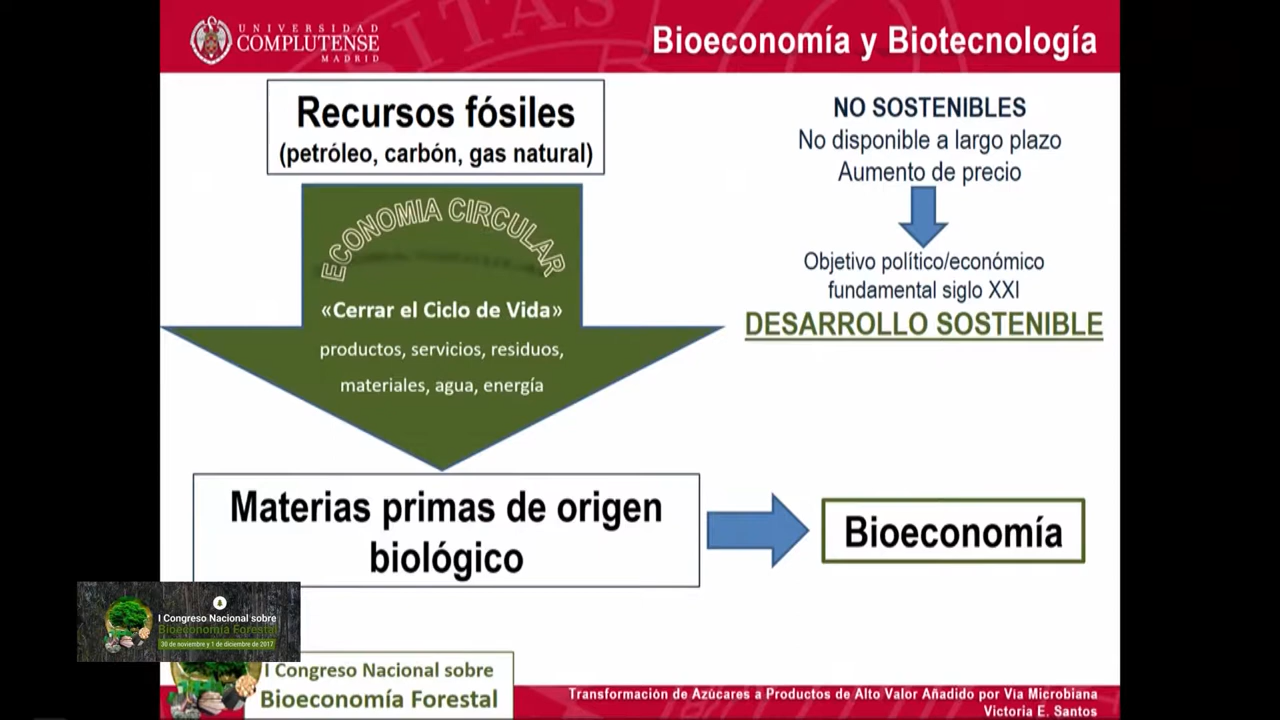 UNIVERSIDAD
COMPLUTENSE
MADRID
Bioeconomía y Biotecnología
Recursos fósiles
(petróleo, carbón, gas natural)
NO SOSTENIBLES
No disponible a largo plazo
Aumento de precio
ECONOMIA CIRCULAR
«Cerrar el Ciclo de Vida»
productos, servicios, residuos,
materiales, agua, energía
Objetivo político/económico
fundamental siglo XXI
DESARROLLO SOSTENIBLE
Materias primas de origen
biológico
Bioeconomía
I Congreso Nacional sobre
Bioeconomía Forestal
30 de noviembre y 1 de diciembre de 2017
I Congreso Nacional sobre
Bioeconomía Forestal
Transformación de Azúcares a Productos de Alto Valor Añadido por Vía Microbiana
Victoria E. Santos